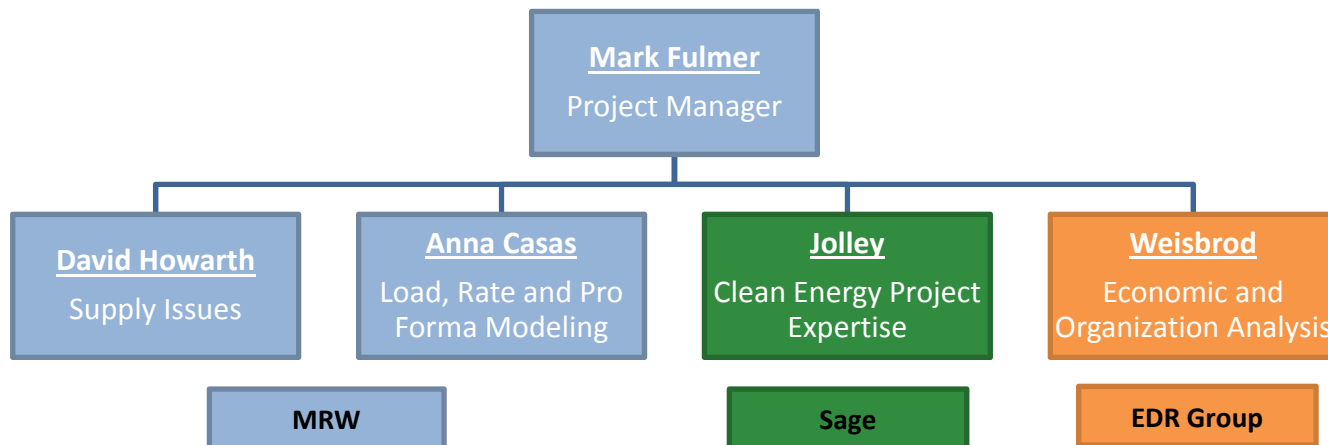 Mark Fulmer
Project Manager
David Howarth
Supply Issues
Anna Casas
Load, Rate and Pro
Forma Modeling
Jolley
Clean Energy Project
Expertise
Weisbrod
Economic and
Organization Analysis
MRW
Sage
EDR Group